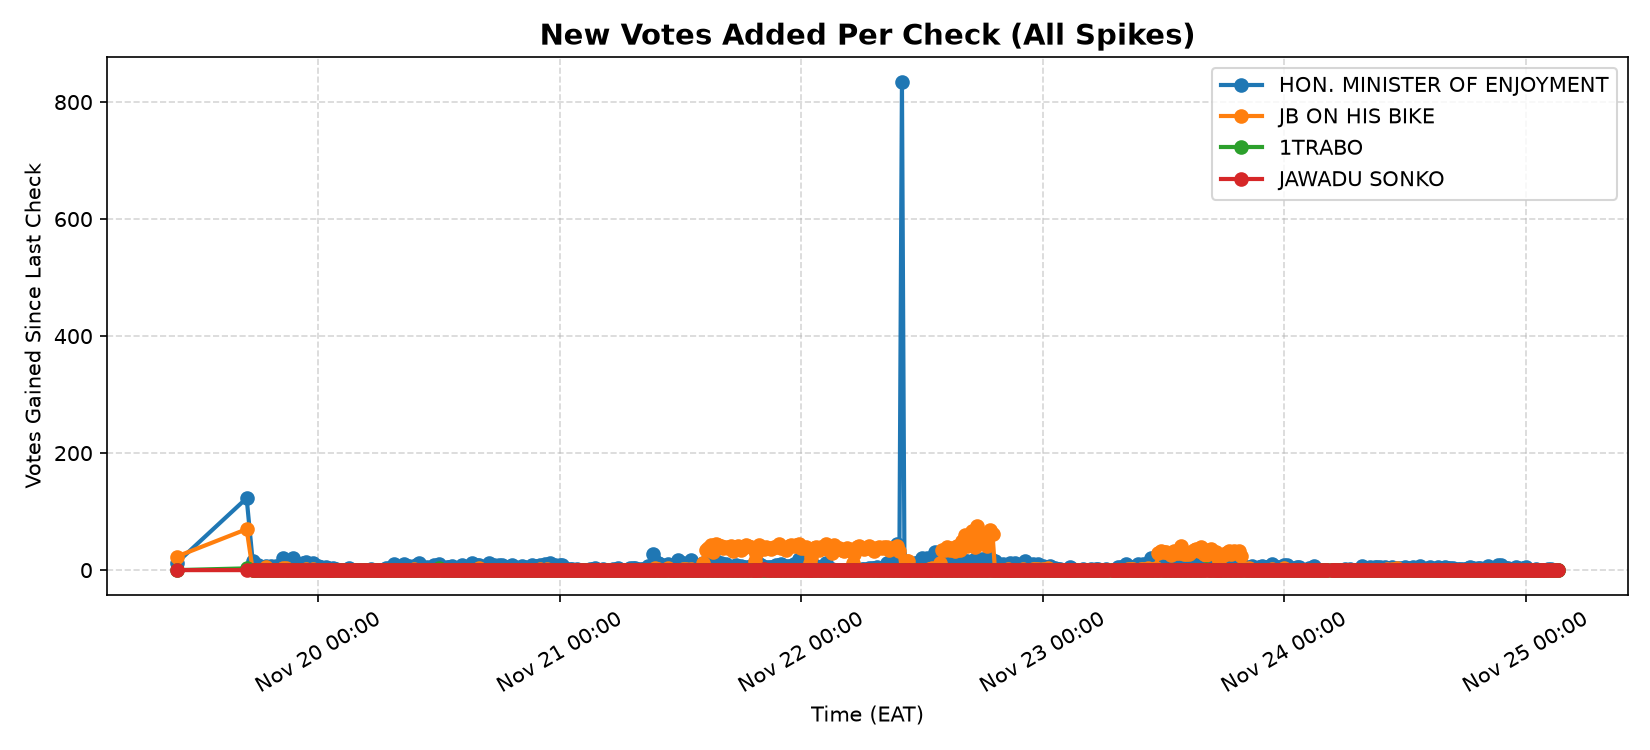 New Votes Added Per Check (All Spikes)
HON. MINISTER OF ENJOYMENT
JB ON HIS BIKE
1TRABO
JAWADU SONKO
Votes Gained Since Last Check
800
600
400
200
0
Nov 20 00:00
Nov 21 00:00
Nov 22 00:00
Nov 23 00:00
Nov 24 00:00
Nov 25 00:00
Time (EAT)